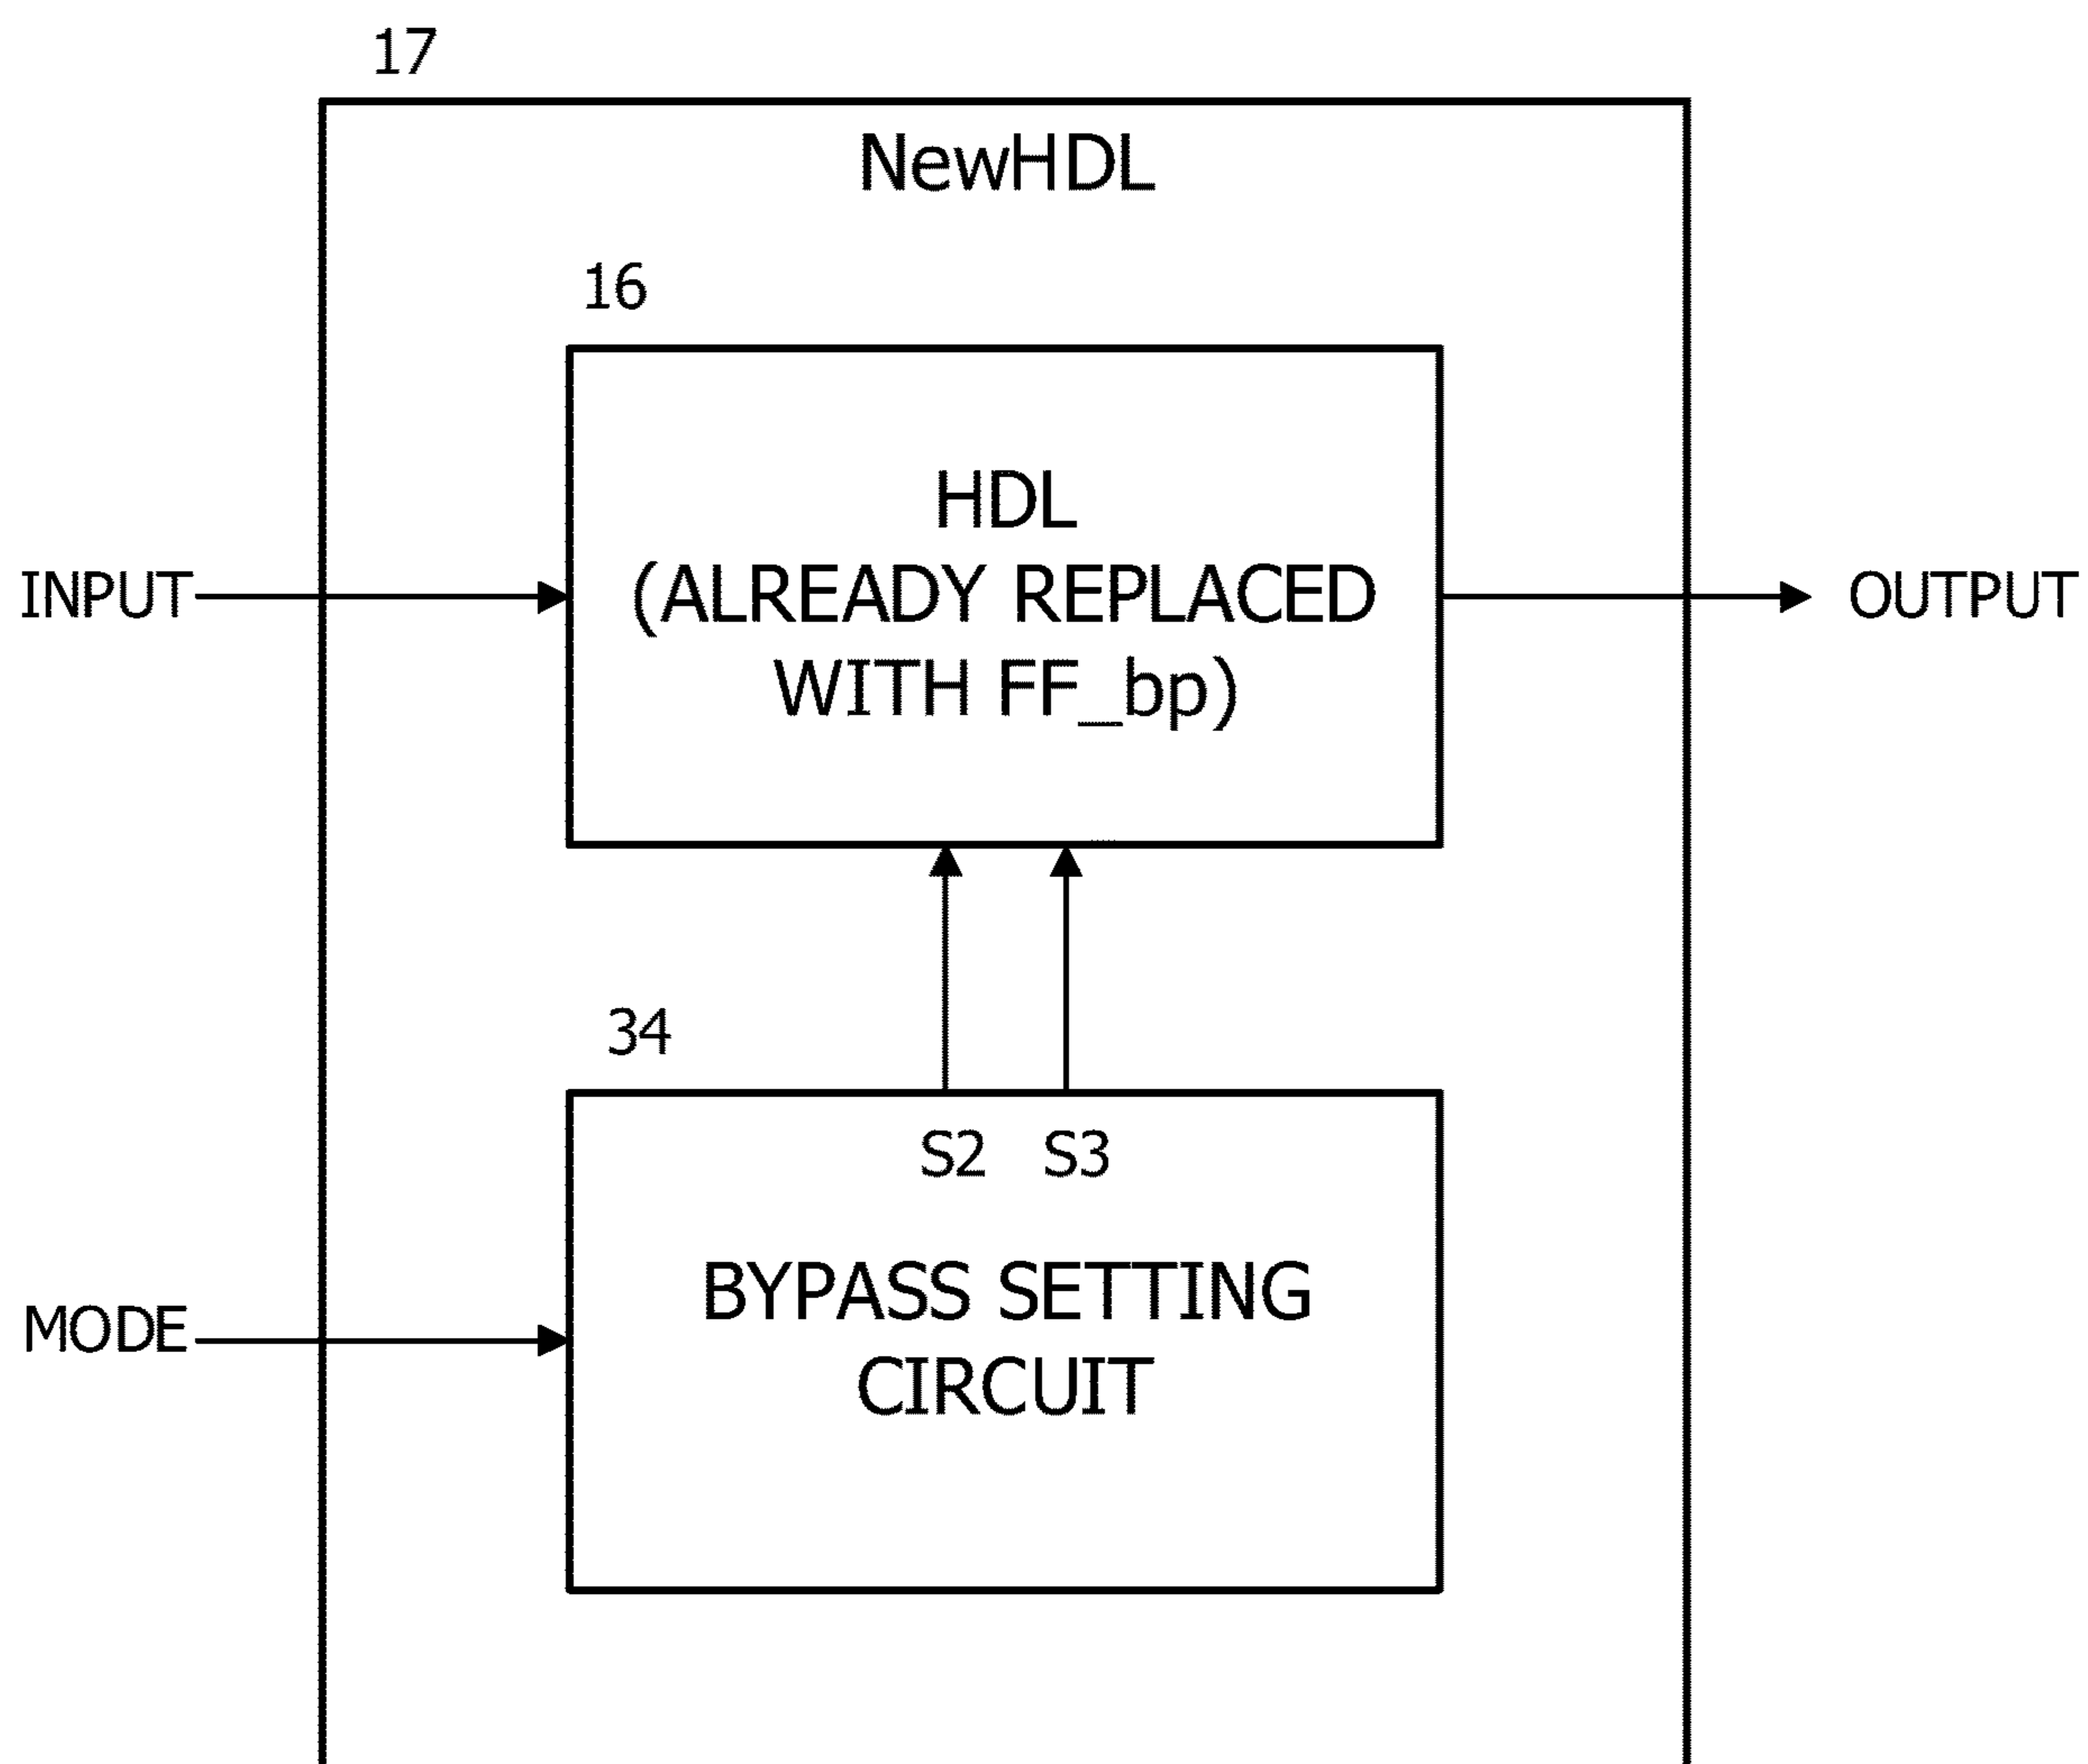 17
NewHDL
16
HDL
(ALREADY REPLACED
WITH FF_bp)
INPUT
OUTPUT
34
S2 S3
BYPASS SETTING
CIRCUIT
MODE